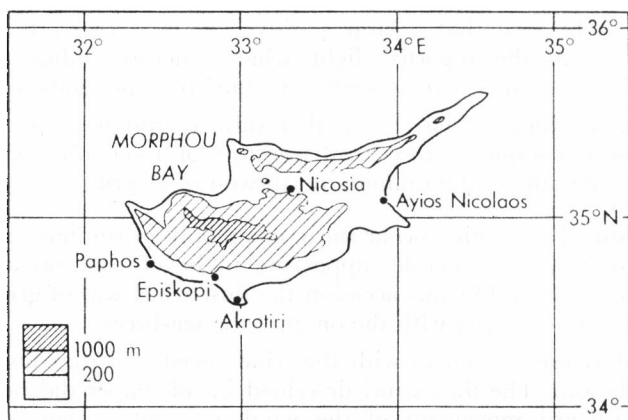 36°
32° 33° 34°E 35°
MORPHOU
BAY
Nicosia
Ayios Nicolaos
35°N
Paphos
Episkopi
Akrotiri
1000 m
200
34°